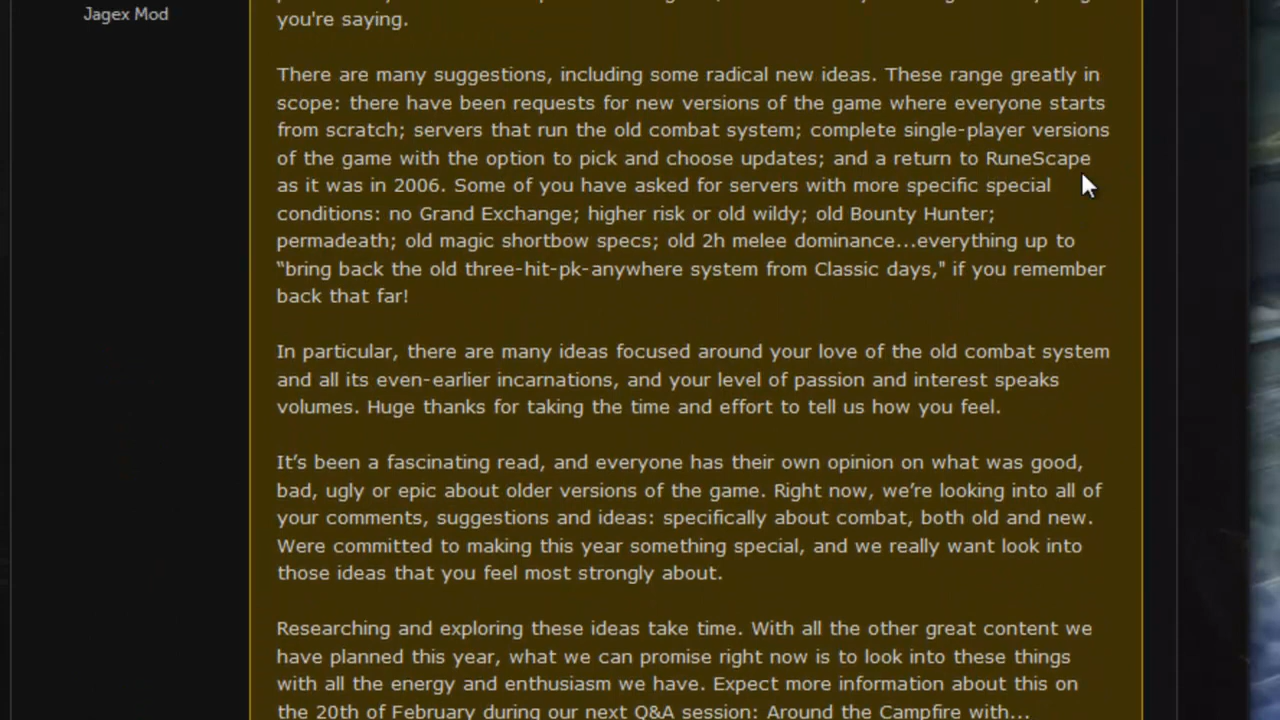 Jagex Mod
you're saying.
There are many suggestions, including some radical new ideas. These range greatly in
scope: there have been requests for new versions of the game where everyone starts
from scratch; servers that run the old combat system; complete single-player versions
of the game with the option to pick and choose updates; and a return to RuneScape
as it was in 2006. Some of you have asked for servers with more specific special
conditions: no Grand Exchange; higher risk or old wildy; old Bounty Hunter;
permadeath; old magic shortbow specs; old 2h melee dominance...everything up to
“bring back the old three-hit-pk-anywhere system from Classic days," if you remember
back that far!
In particular, there are many ideas focused around your love of the old combat system
and all its even-earlier incarnations, and your level of passion and interest speaks
volumes. Huge thanks for taking the time and effort to tell us how you feel.
It’s been a fascinating read, and everyone has their own opinion on what was good,
bad, ugly or epic about older versions of the game. Right now, we’re looking into all of
your comments, suggestions and ideas: specifically about combat, both old and new.
Were committed to making this year something special, and we really want look into
those ideas that you feel most strongly about.
Researching and exploring these ideas take time. With all the other great content we
have planned this year, what we can promise right now is to look into these things
with all the energy and enthusiasm we have. Expect more information about this on
the 20th of February during our next Q&A session: Around the Campfire with...